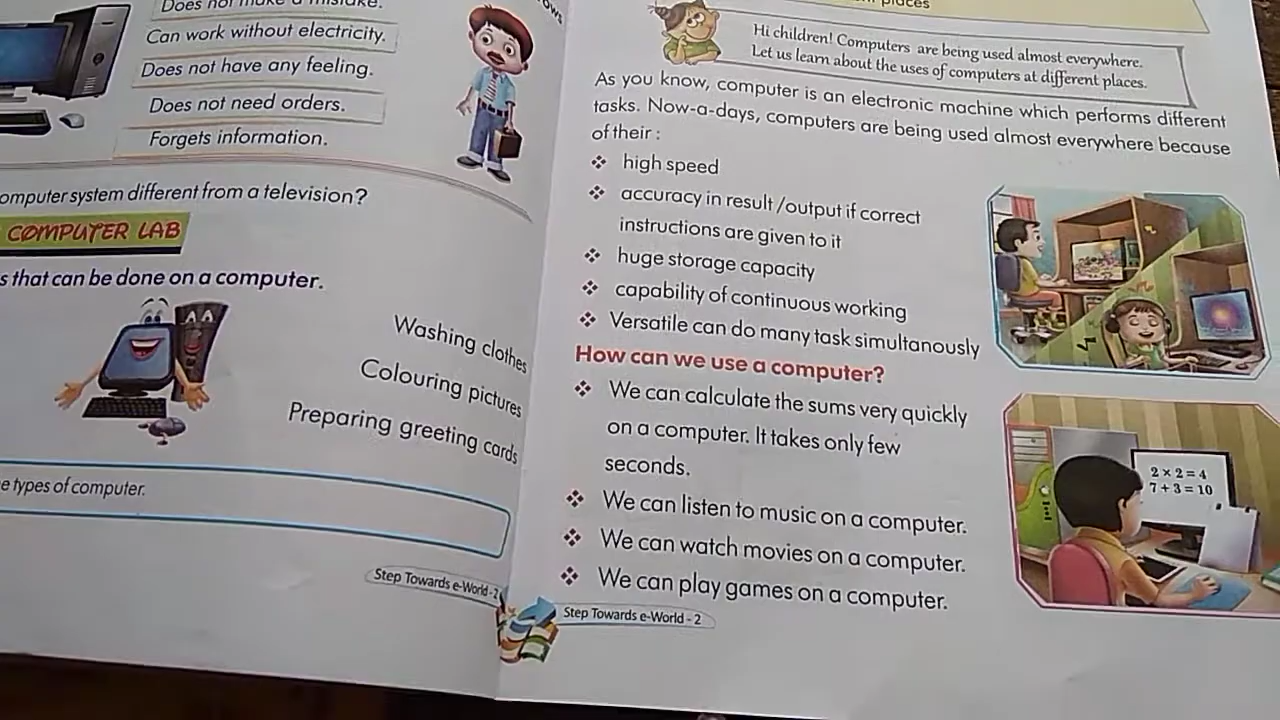 Does not make a mistake.
Can work without electricity.
Does not have any feeling.
Does not need orders.
Forgets information.
omputer system different from a television?
COMPUTER LAB
s that can be done on a computer.
Washing clothes
Colouring pictures
Preparing greeting cards
e types of computer.
Step Towards e-World -2
places
Hi children! Computers are being used almost everywhere.
Let us learn about the uses of computers at different places.
As you know, computer is an electronic machine which performs different
tasks. Now-a-days, computers are being used almost everywhere because
of their :
❖ high speed
❖ accuracy in result /output if correct
instructions are given to it
❖ huge storage capacity
❖ capability of continuous working
❖ Versatile can do many task simultanously
How can we use a computer?
❖ We can calculate the sums very quickly
on a computer. It takes only few
seconds.
❖ We can listen to music on a computer.
❖ We can watch movies on a computer.
❖ We can play games on a computer.
2 × 2 = 4
7 + 3 = 10
Step Towards e-World - 2